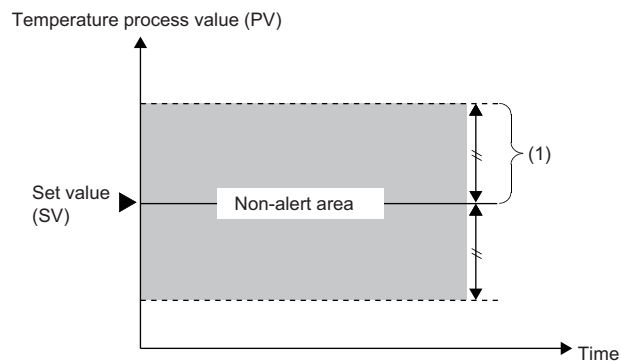 Temperature process value (PV)
(1)
Set value
(SV)
Non-alert area
Time